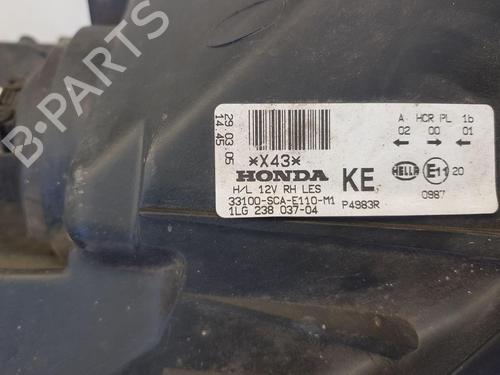 29.03.05
14.45
*X43*
HONDA
H/L 12V RH LES
33100-SCA-E110-M1
1LG 238 037-04
KE
P4983R
A HCR PL 1b
02 00 01
HELLA
E11 20
0987
B-PARTS